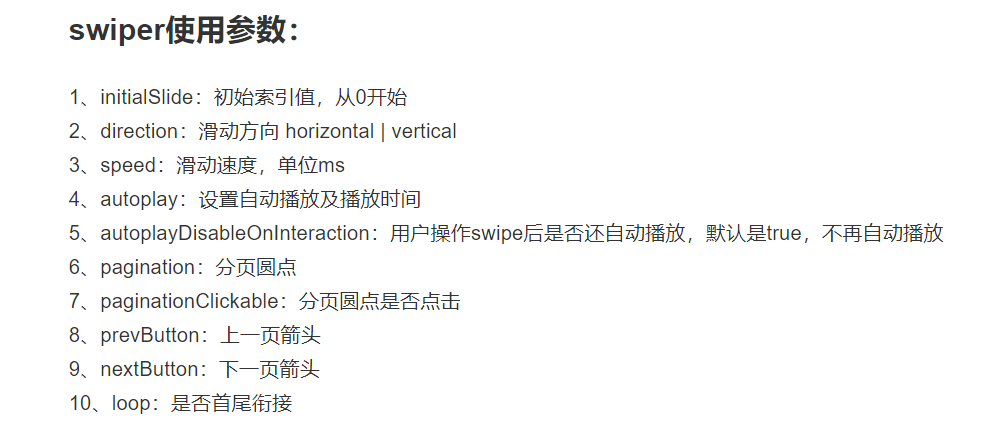 swiper使用参数：
1、initialSlide：初始索引值，从0开始
2、direction：滑动方向 horizontal | vertical
3、speed：滑动速度，单位ms
4、autoplay：设置自动播放及播放时间
5、autoplayDisableOnInteraction：用户操作swipe后是否还自动播放，默认是true，不再自动播放
6、pagination：分页圆点
7、paginationClickable：分页圆点是否点击
8、prevButton：上一页箭头
9、nextButton：下一页箭头
10、loop：是否首尾衔接